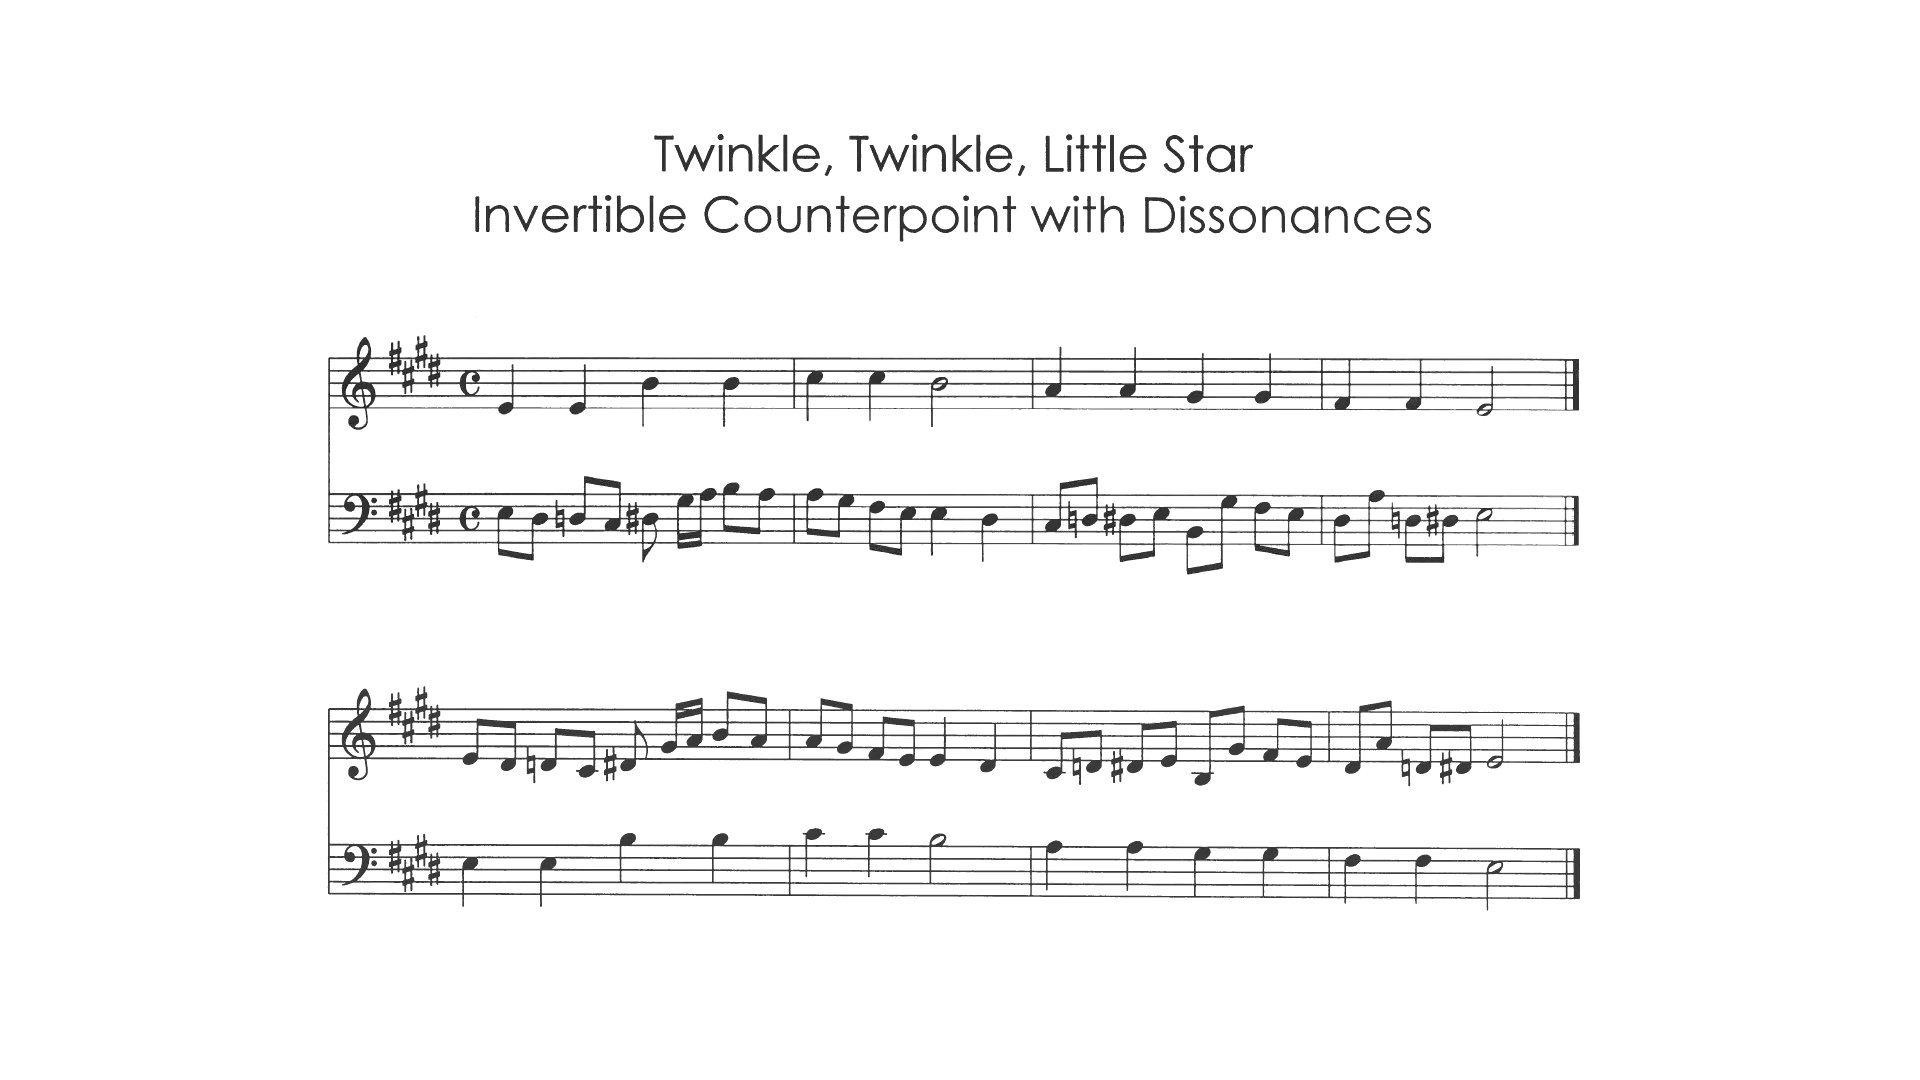 Twinkle, Twinkle, Little Star
Invertible Counterpoint with Dissonances